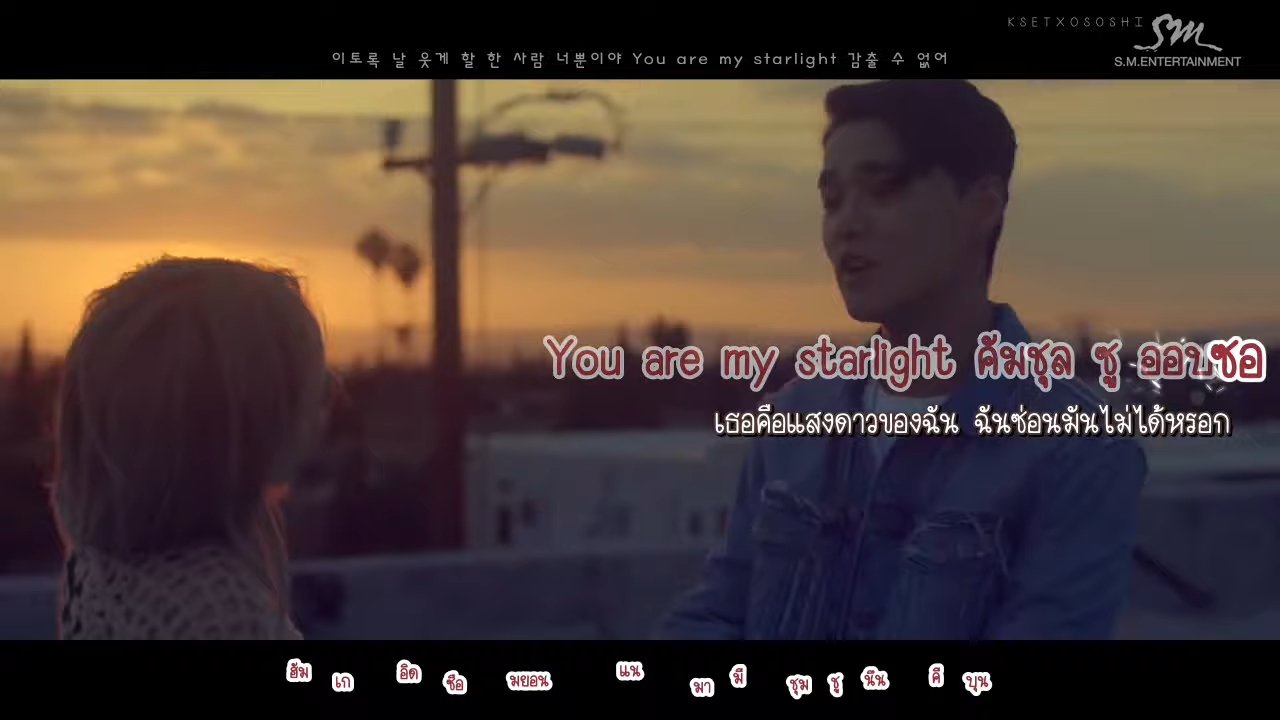 KSETXOSOSHI
SM
S.M.ENTERTAINMENT
이토록 날 웃게 할 한 사람 너뿐이야 You are my starlight 감출 수 없어
You are my starlight คัมชุล ซู ออบซอ
เธอคือแสงดาวของฉัน ฉันซ่อนมันไม่ได้หรอก
ฮัม เก อิด ซือ มยอน แน มา มี ชุม ชู นึน คี บุน